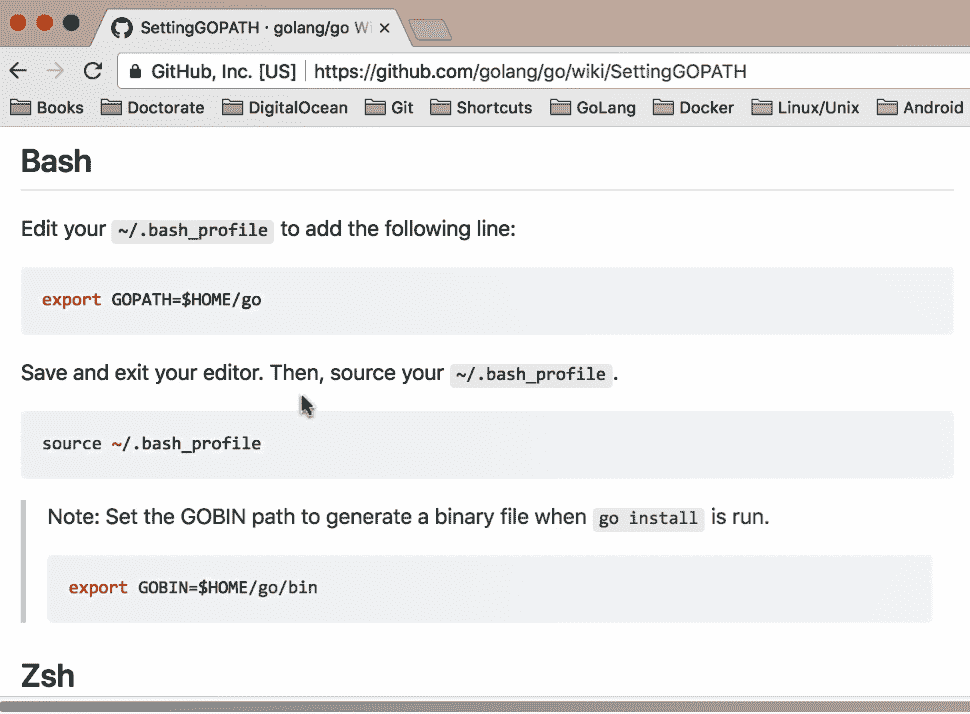 SettingGOPATH · golang/go W
GitHub, Inc. [US] https://github.com/golang/go/wiki/SettingGOPATH
Books Doctorate DigitalOcean Git Shortcuts GoLang Docker Linux/Unix Android
Bash
Edit your ~/.bash_profile to add the following line:
export GOPATH=$HOME/go
Save and exit your editor. Then, source your ~/.bash_profile.
source ~/.bash_profile
Note: Set the GOBIN path to generate a binary file when go install is run.
export GOBIN=$HOME/go/bin
Zsh